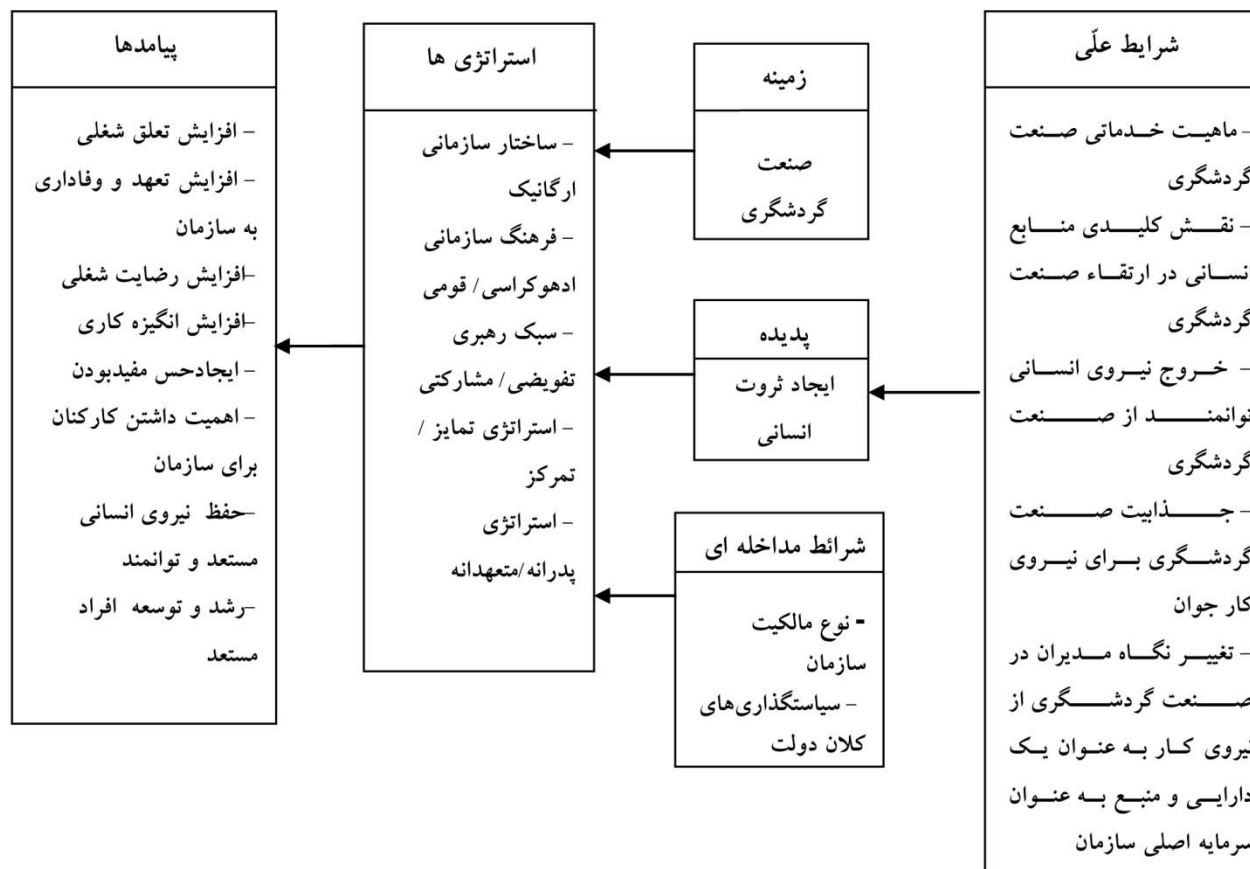 شرایط علّی
– ماهیت خدماتی صنعت
گردشگری
– نقش کلیدی منابع
انسانی در ارتقاء صنعت
گردشگری
– خروج نیروی انسانی
توانمند از صنعت
گردشگری
– جذابیت صنعت
گردشگری برای نیروی
کار جوان
– تغییر نگاه مدیران در
صنعت گردشگری از
نیروی کار به عنوان یک
دارایی و منبع به عنوان
سرمایه اصلی سازمان
زمینه
صنعت
گردشگری
پدیده
ایجاد ثروت
انسانی
شرائط مداخله ای
- نوع مالکیت
سازمان
– سیاستگذاری‌های
کلان دولت
استراتژی ها
– ساختار سازمانی
ارگانیک
– فرهنگ سازمانی
ادهوکراسی/ قومی
– سبک رهبری
تفویضی/ مشارکتی
– استراتژی تمایز /
تمرکز
– استراتژی
پدرانه/متعهدانه
پیامدها
– افزایش تعلق شغلی
– افزایش تعهد و وفاداری
به سازمان
–افزایش رضایت شغلی
–افزایش انگیزه کاری
– ایجادحس مفیدبودن
– اهمیت داشتن کارکنان
برای سازمان
–حفظ نیروی انسانی
مستعد و توانمند
–رشد و توسعه افراد
مستعد